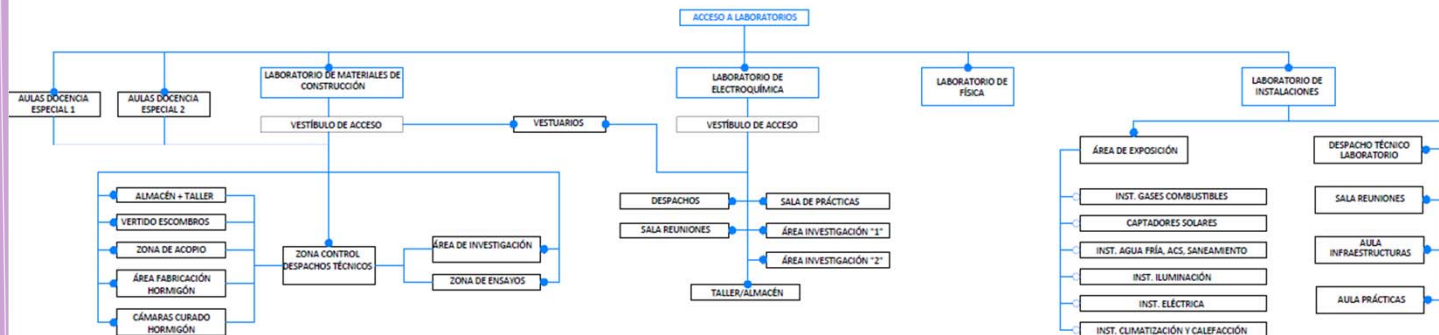 ACCESO A LABORATORIOS
AULAS DOCENCIA
ESPECIAL 1
AULAS DOCENCIA
ESPECIAL 2
LABORATORIO DE MATERIALES DE
CONSTRUCCIÓN
LABORATORIO DE
ELECTROQUÍMICA
LABORATORIO DE
FÍSICA
LABORATORIO DE
INSTALACIONES
VESTÍBULO DE ACCESO
VESTUARIOS
VESTÍBULO DE ACCESO
ALMACÉN + TALLER
VERTIDO ESCOMBROS
ZONA DE ACOPIO
ÁREA FABRICACIÓN
HORMIGÓN
CÁMARAS CURADO
HORMIGÓN
ZONA CONTROL
DESPACHOS TÉCNICOS
ÁREA DE INVESTIGACIÓN
ZONA DE ENSAYOS
DESPACHOS
SALA REUNIONES
SALA DE PRÁCTICAS
ÁREA INVESTIGACIÓN "1"
ÁREA INVESTIGACIÓN "2"
TALLER/ALMACÉN
ÁREA DE EXPOSICIÓN
INST. GASES COMBUSTIBLES
CAPTADORES SOLARES
INST. AGUA FRÍA, ACS, SANEAMIENTO
INST. ILUMINACIÓN
INST. ELÉCTRICA
INST. CLIMATIZACIÓN Y CALEFACCIÓN
DESPACHO TÉCNICO
LABORATORIO
SALA REUNIONES
AULA
INFRAESTRUCTURAS
AULA PRÁCTICAS